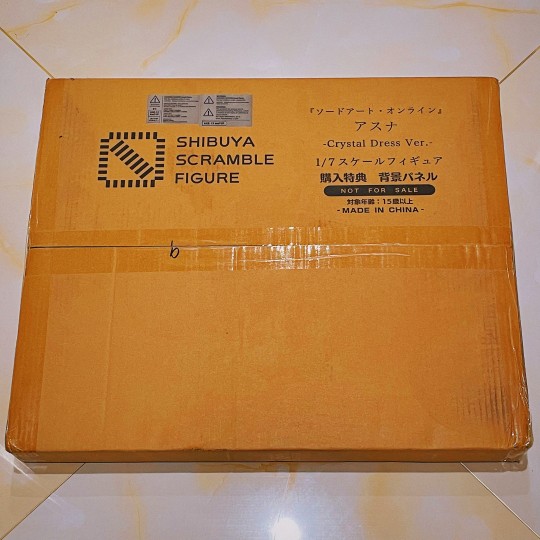 SHIBUYA
SCRAMBLE
FIGURE
『ソードアート・オンライン』
アスナ
-Crystal Dress Ver.-
1/7スケールフィギュア
購入特典 背景パネル
NOT FOR SALE
対象年齢：15歳以上
-MADE IN CHINA-